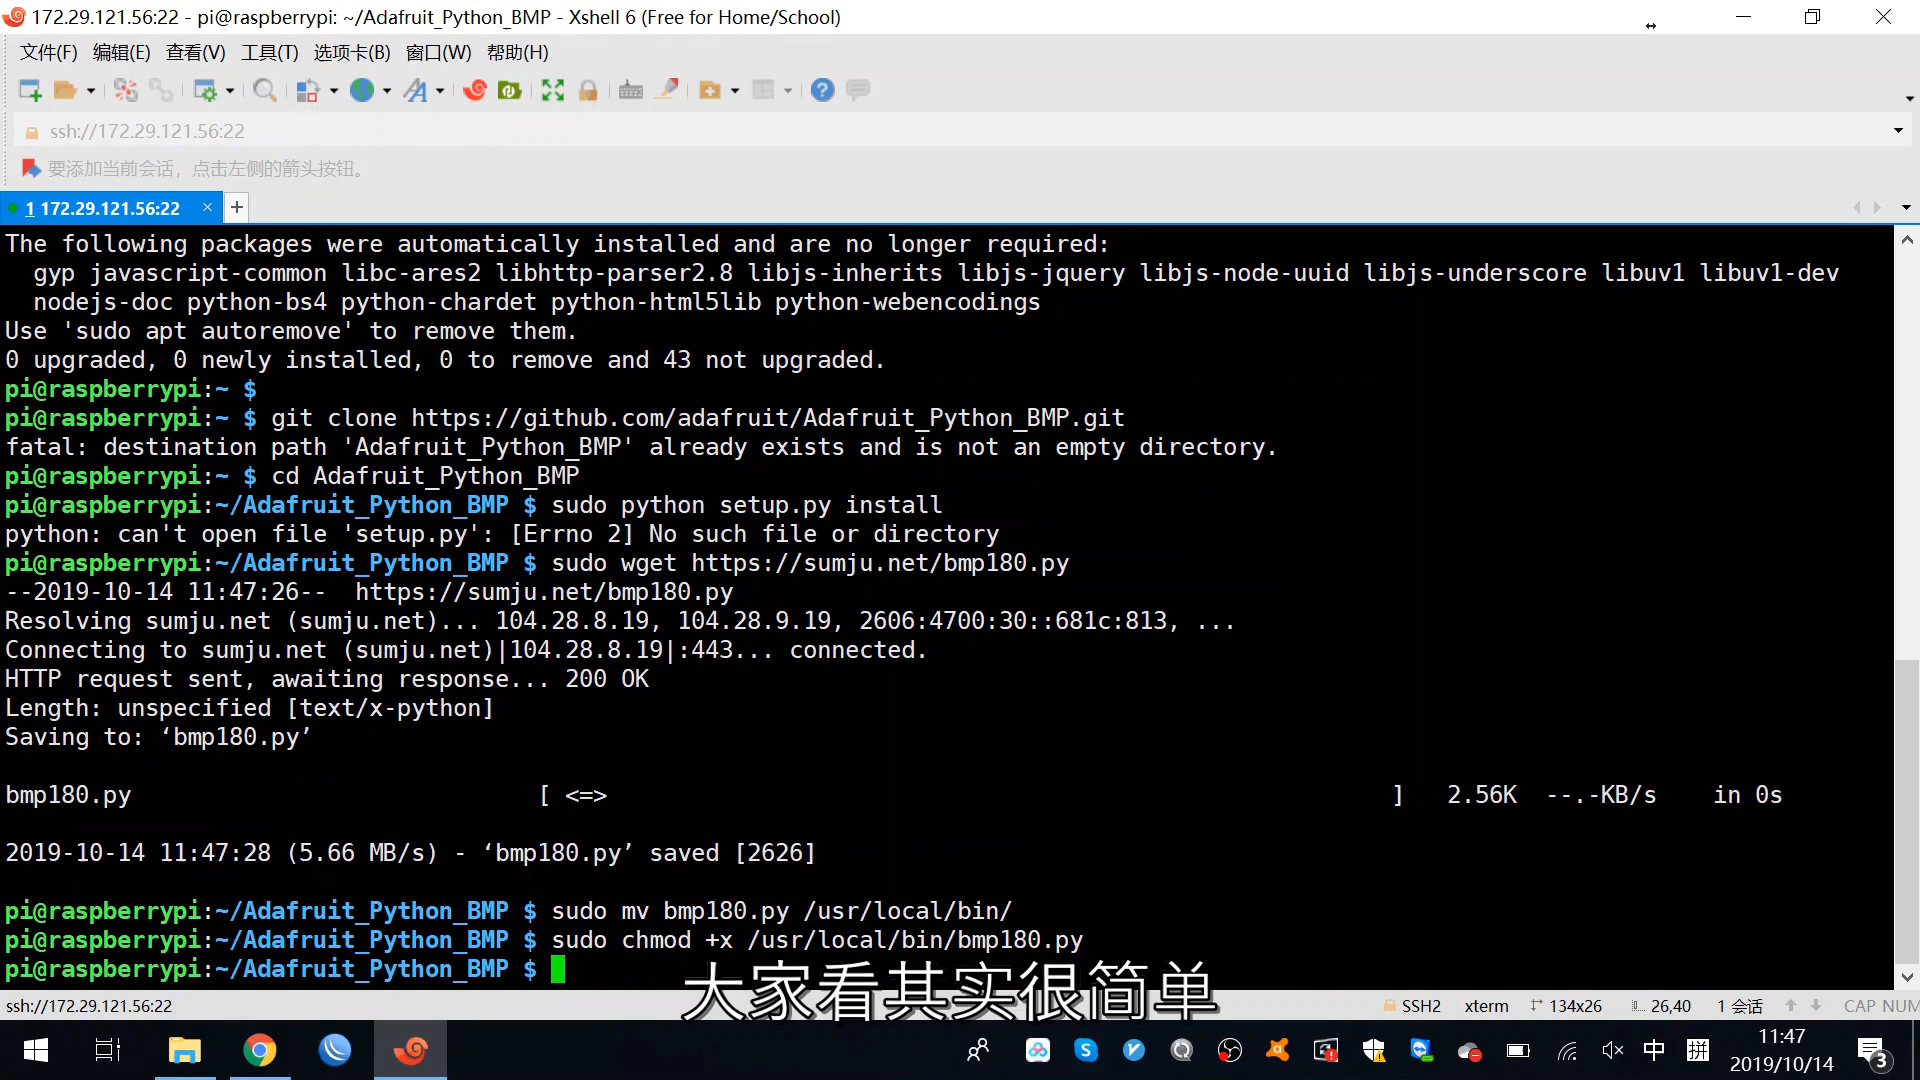 172.29.121.56:22 - pi@raspberrypi: ~/Adafruit_Python_BMP - Xshell 6 (Free for Home/School)
文件(F) 编辑(E) 查看(V) 工具(T) 选项卡(B) 窗口(W) 帮助(H)
ssh://172.29.121.56:22
要添加当前会话，点击左侧的箭头按钮。
1 172.29.121.56:22 × +
The following packages were automatically installed and are no longer required:
  gyp javascript-common libc-ares2 libhttp-parser2.8 libjs-inherits libjs-jquery libjs-node-uuid libjs-underscore libuv1 libuv1-dev
  nodejs-doc python-bs4 python-chardet python-html5lib python-webencodings
Use 'sudo apt autoremove' to remove them.
0 upgraded, 0 newly installed, 0 to remove and 43 not upgraded.
pi@raspberrypi:~ $
pi@raspberrypi:~ $ git clone https://github.com/adafruit/Adafruit_Python_BMP.git
fatal: destination path 'Adafruit_Python_BMP' already exists and is not an empty directory.
pi@raspberrypi:~ $ cd Adafruit_Python_BMP
pi@raspberrypi:~/Adafruit_Python_BMP $ sudo python setup.py install
python: can't open file 'setup.py': [Errno 2] No such file or directory
pi@raspberrypi:~/Adafruit_Python_BMP $ sudo wget https://sumju.net/bmp180.py
--2019-10-14 11:47:26--  https://sumju.net/bmp180.py
Resolving sumju.net (sumju.net)... 104.28.8.19, 104.28.9.19, 2606:4700:30::681c:813, ...
Connecting to sumju.net (sumju.net)|104.28.8.19|:443... connected.
HTTP request sent, awaiting response... 200 OK
Length: unspecified [text/x-python]
Saving to: ‘bmp180.py’
bmp180.py [ <=> ] 2.56K --.-KB/s in 0s
2019-10-14 11:47:28 (5.66 MB/s) - ‘bmp180.py’ saved [2626]
pi@raspberrypi:~/Adafruit_Python_BMP $ sudo mv bmp180.py /usr/local/bin/
pi@raspberrypi:~/Adafruit_Python_BMP $ sudo chmod +x /usr/local/bin/bmp180.py
pi@raspberrypi:~/Adafruit_Python_BMP $
大家看其实很简单
ssh://172.29.121.56:22 SSH2 xterm 134x26 26,40 1 会话 CAP NUM
中 拼 11:47
2019/10/14 3